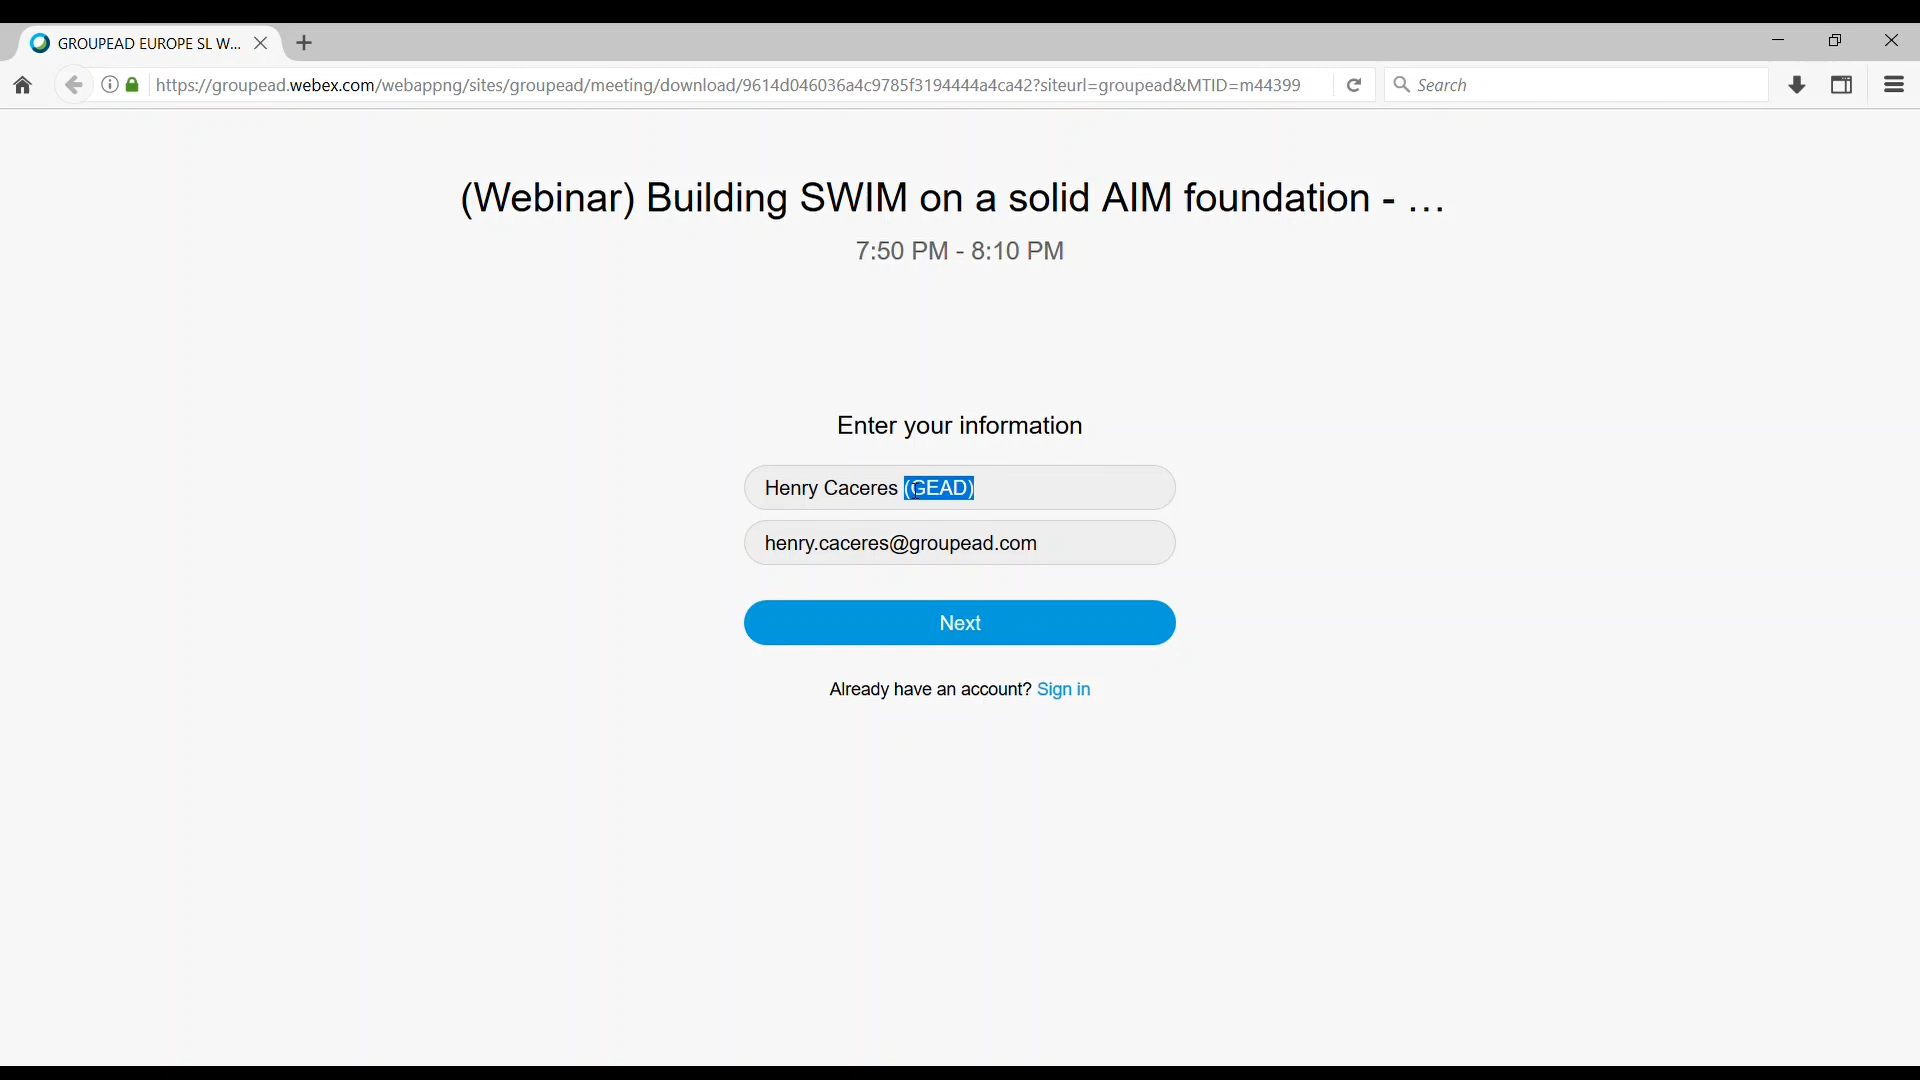 GROUPEAD EUROPE SL W...
https://groupead.webex.com/webappng/sites/groupead/meeting/download/9614d046036a4c9785f3194444a4ca42?siteurl=groupead&MTID=m44399
Search
(Webinar) Building SWIM on a solid AIM foundation - ...
7:50 PM - 8:10 PM
Enter your information
Henry Caceres (GEAD)
henry.caceres@groupead.com
Next
Already have an account? Sign in